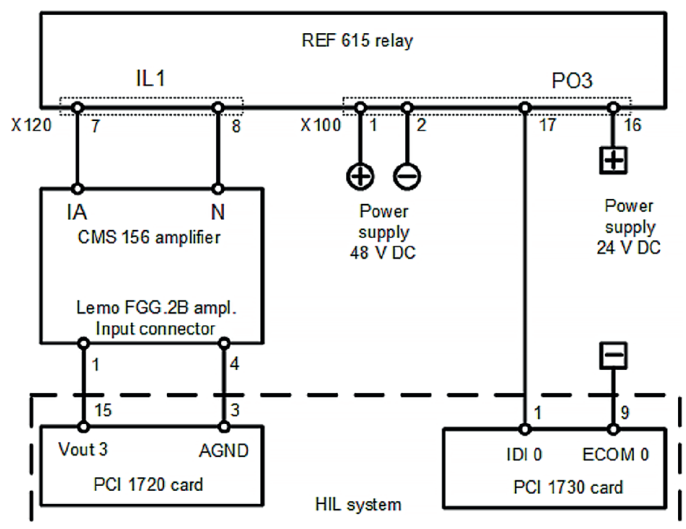 REF 615 relay
IL1
PO3
X120 7 8 X100 1 2 17 16
+ −
+
IA N
CMS 156 amplifier
Power
supply
48 V DC
Power
supply
24 V DC
Lemo FGG.2B ampl.
Input connector
−
1 4
15 3 1 9
Vout 3 AGND
PCI 1720 card
IDI 0 ECOM 0
PCI 1730 card
HIL system